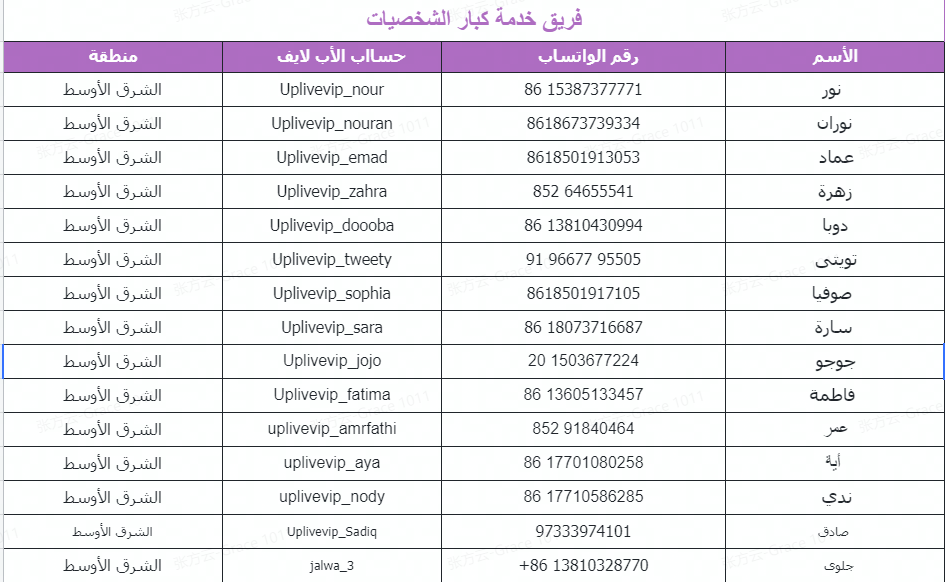 فريق خدمة كبار الشخصيات
الأسم رقم الواتساب حسااب الأب لايف منطقة
نور 86 15387377771 Uplivevip_nour الشرق الأوسط
نوران 8618673739334 Uplivevip_nouran الشرق الأوسط
عماد 8618501913053 Uplivevip_emad الشرق الأوسط
زهرة 852 64655541 Uplivevip_zahra الشرق الأوسط
دوبا 86 13810430994 Uplivevip_doooba الشرق الأوسط
تويتى 91 96677 95505 Uplivevip_tweety الشرق الأوسط
صوفيا 8618501917105 Uplivevip_sophia الشرق الأوسط
سارة 86 18073716687 Uplivevip_sara الشرق الأوسط
جوجو 20 1503677224 Uplivevip_jojo الشرق الأوسط
فاطمة 86 13605133457 Uplivevip_fatima الشرق الأوسط
عمر 852 91840464 uplivevip_amrfathi الشرق الأوسط
أية 86 17701080258 uplivevip_aya الشرق الأوسط
ندي 86 17710586285 uplivevip_nody الشرق الأوسط
صادق 97333974101 Uplivevip_Sadiq الشرق الأوسط
جلوى +86 13810328770 jalwa_3 الشرق الأوسط